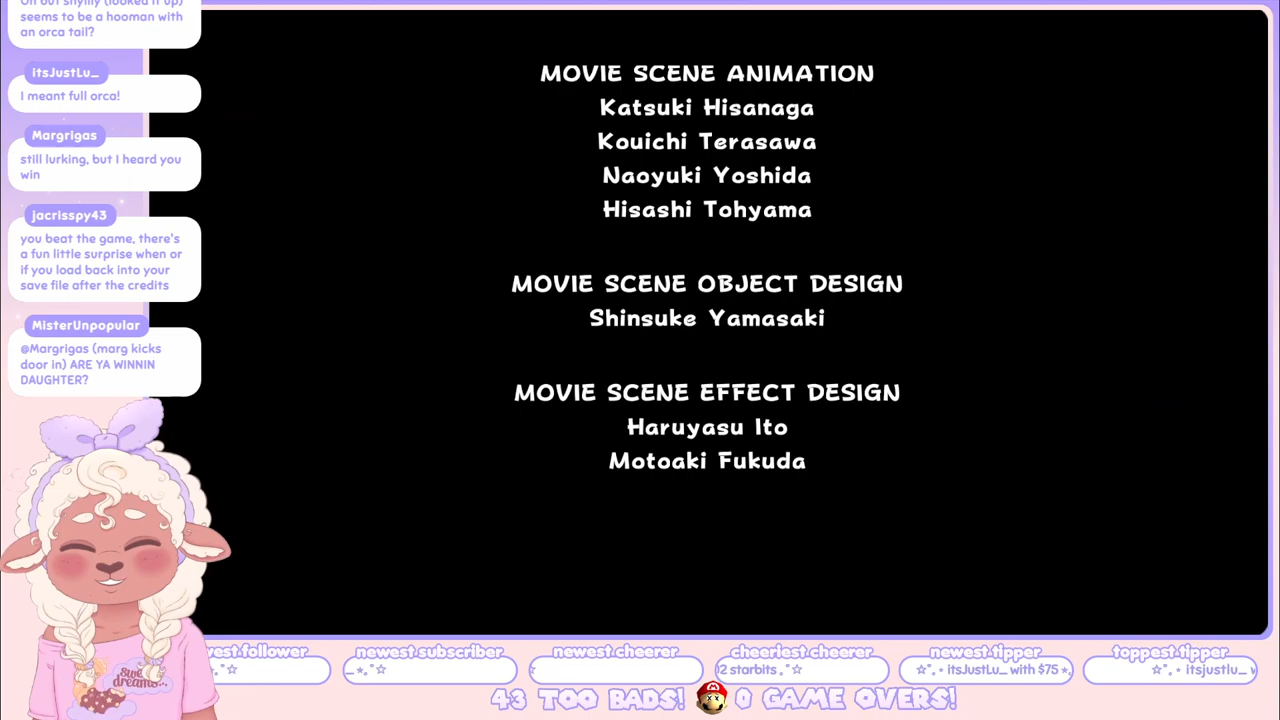 seems to be a hooman with
an orca tail?
itsJustLu_
I meant full orca!
Margrigas
still lurking, but I heard you
win
jacrisspy43
you beat the game, there's
a fun little surprise when or
if you load back into your
save file after the credits
MisterUnpopular
@Margrigas (marg kicks
door in) ARE YA WINNIN
DAUGHTER?
MOVIE SCENE ANIMATION
Katsuki Hisanaga
Kouichi Terasawa
Naoyuki Yoshida
Hisashi Tohyama
MOVIE SCENE OBJECT DESIGN
Shinsuke Yamasaki
MOVIE SCENE EFFECT DESIGN
Haruyasu Ito
Motoaki Fukuda
dreams...
follower
newest subscriber
newest cheerer
cheeriest cheerer
starbits ,"☆
newest tipper
☆", ⋆ itsJustLu_ with $75 ⋆,
toppest tipper
☆", ⋆ itsjustlu_
43 TOO BADS! 0 GAME OVERS!